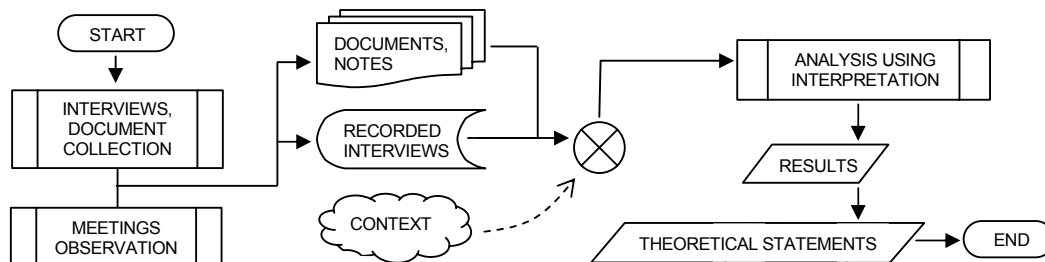 START
INTERVIEWS,
DOCUMENT
COLLECTION
MEETINGS
OBSERVATION
DOCUMENTS,
NOTES
RECORDED
INTERVIEWS
CONTEXT
ANALYSIS USING
INTERPRETATION
RESULTS
THEORETICAL STATEMENTS
END